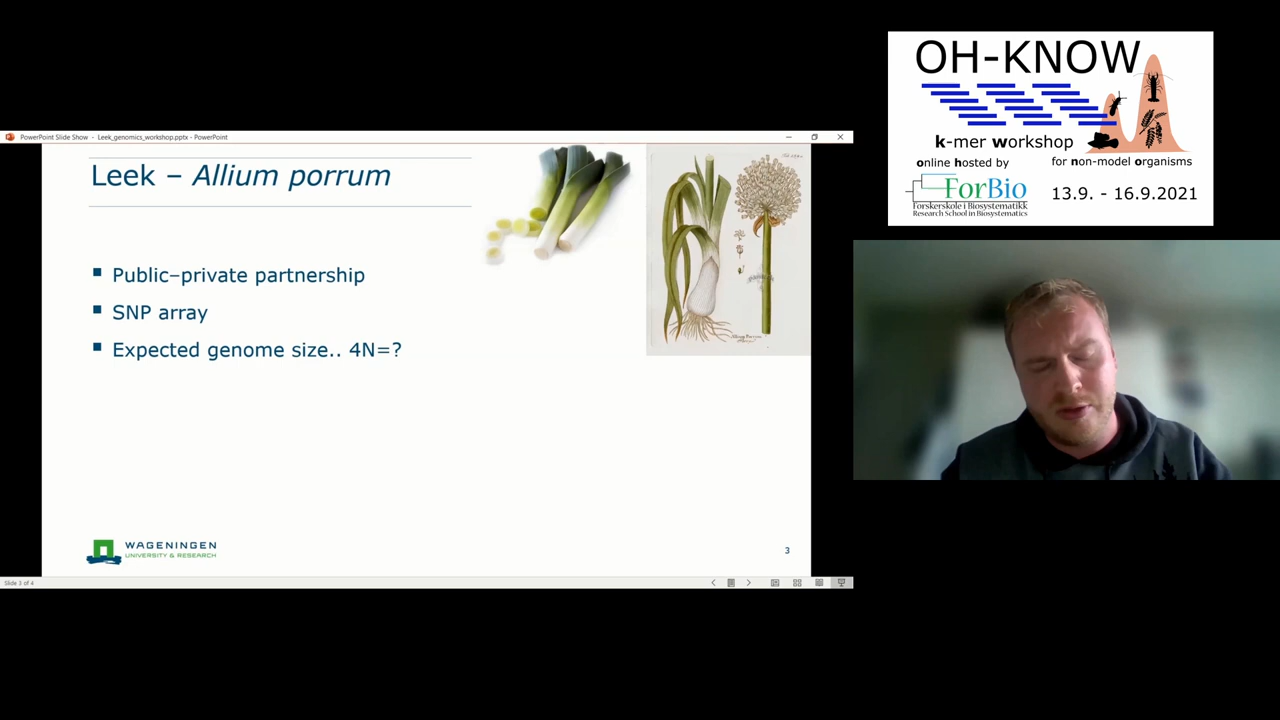 PowerPoint Slide Show - Leek_genomics_workshop.pptx - PowerPoint
Leek – Allium porrum
Public–private partnership
SNP array
Expected genome size.. 4N=?
WAGENINGEN
UNIVERSITY & RESEARCH
3
Slide 3 of 4
OH-KNOW
k-mer workshop
online hosted by
for non-model organisms
ForBio
Forskerskole i Biosystematikk
Research School in Biosystematics
13.9. - 16.9.2021